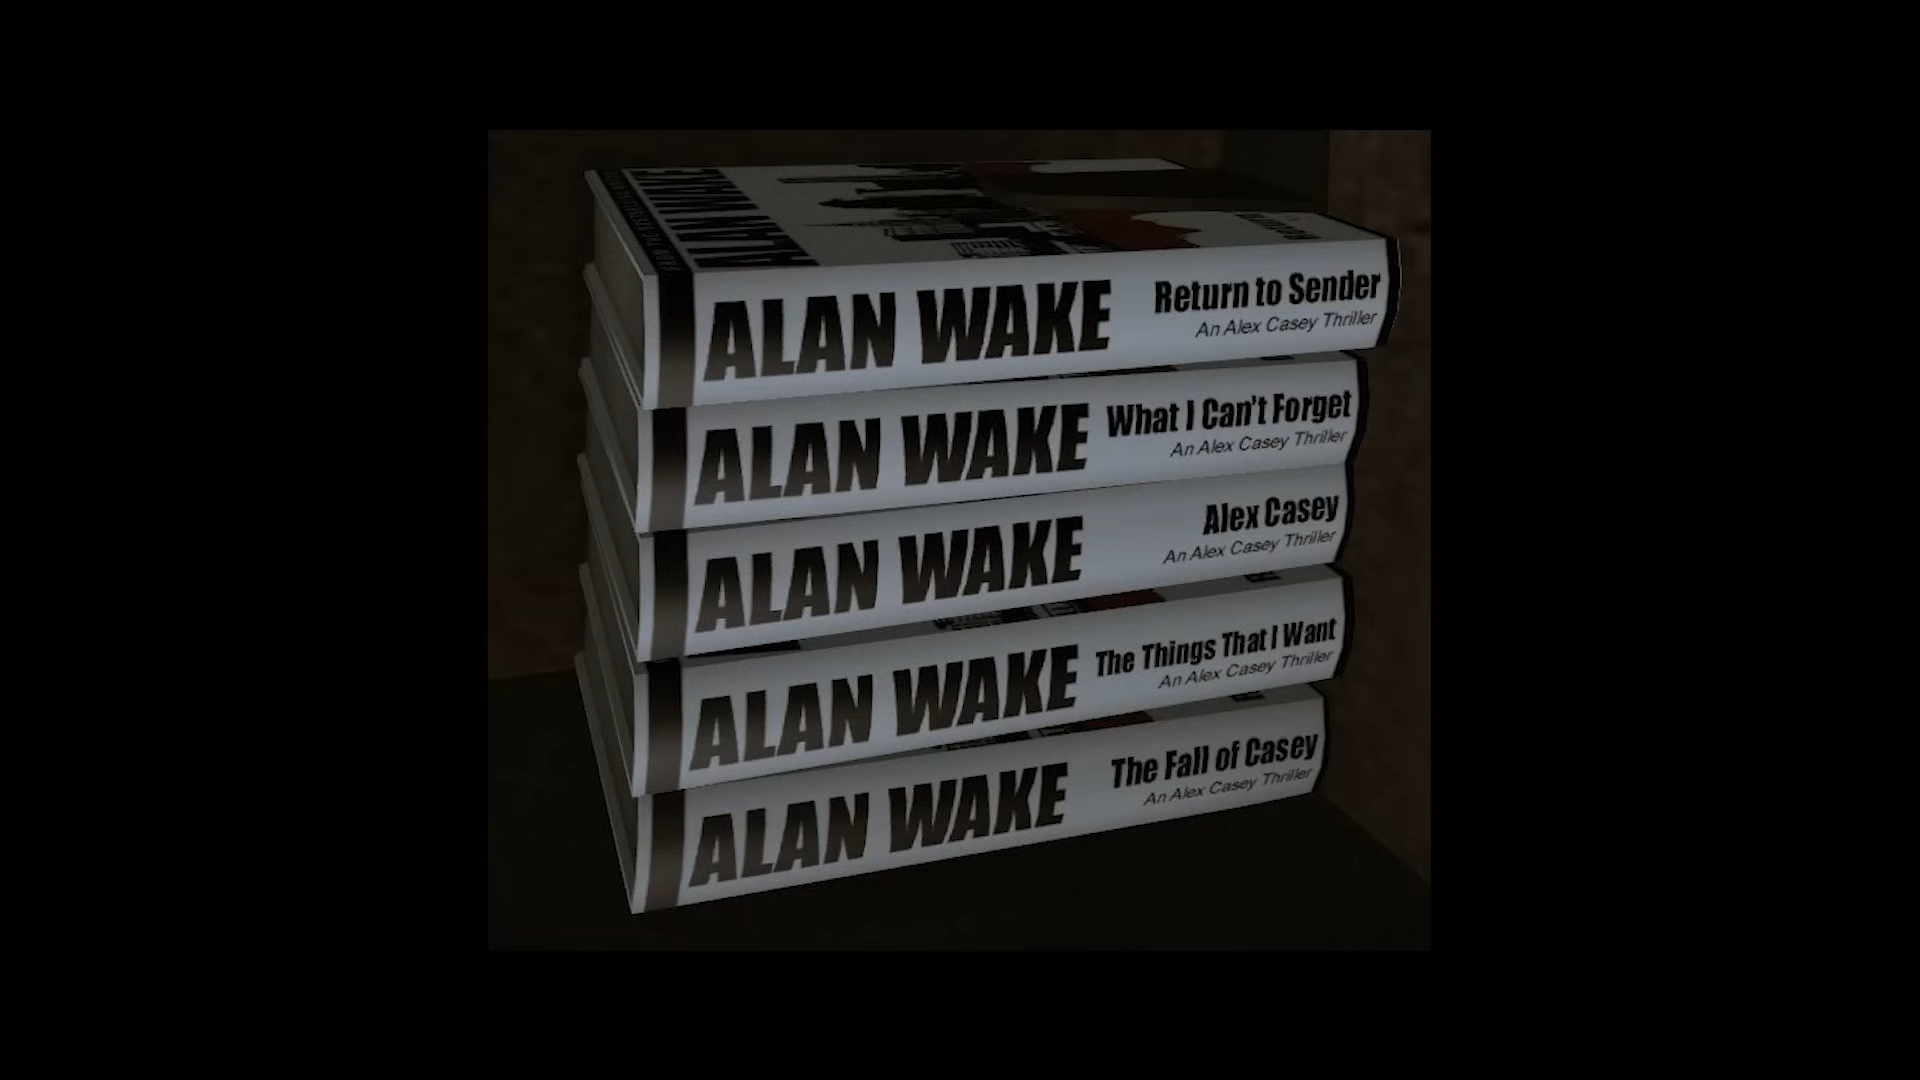 ALAN WAKE
ALAN WAKE Return to Sender
An Alex Casey Thriller
ALAN WAKE What I Can't Forget
An Alex Casey Thriller
ALAN WAKE Alex Casey
An Alex Casey Thriller
ALAN WAKE The Things That I Want
An Alex Casey Thriller
ALAN WAKE The Fall of Casey
An Alex Casey Thriller